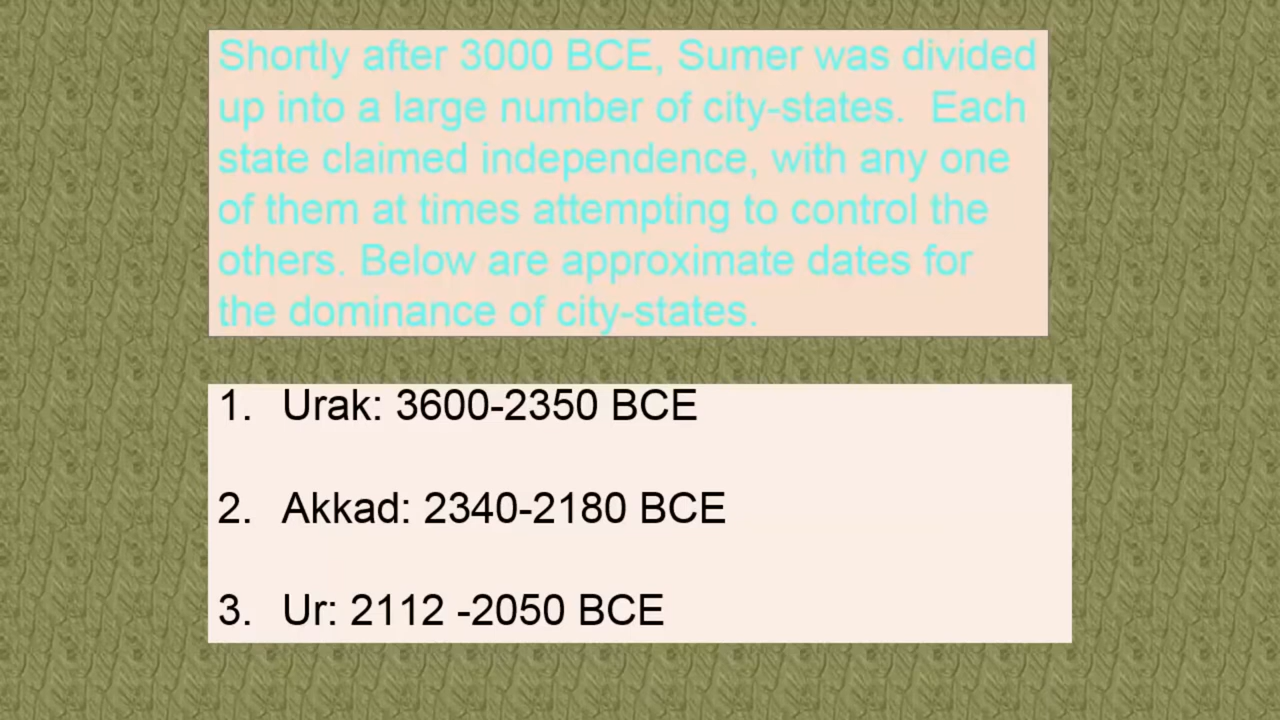 Shortly after 3000 BCE, Sumer was divided
up into a large number of city-states.  Each
state claimed independence, with any one
of them at times attempting to control the
others. Below are approximate dates for
the dominance of city-states.
1. Urak: 3600-2350 BCE
2. Akkad: 2340-2180 BCE
3. Ur: 2112 -2050 BCE